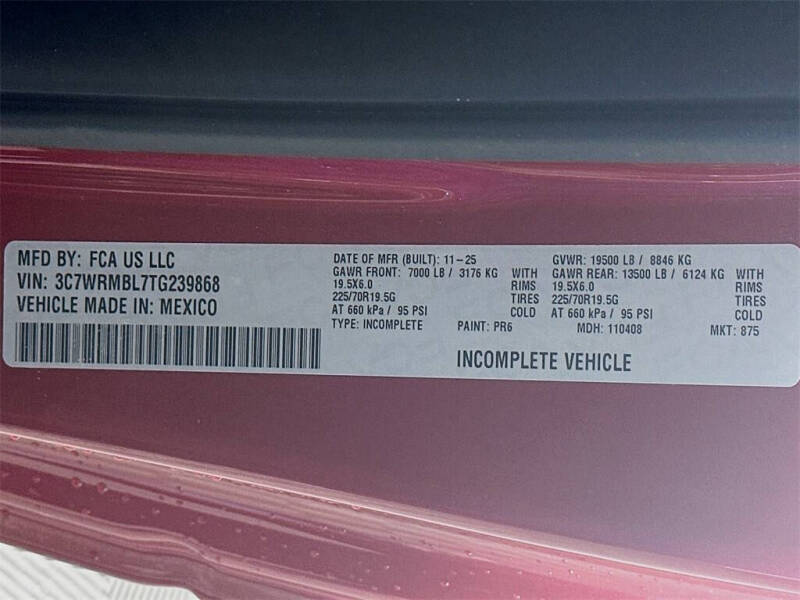 MFD BY: FCA US LLC
VIN: 3C7WRMBL7TG239868
VEHICLE MADE IN: MEXICO
DATE OF MFR (BUILT): 11-25
GAWR FRONT: 7000 LB / 3176 KG WITH
19.5X6.0 RIMS
225/70R19.5G TIRES
AT 660 kPa / 95 PSI COLD
TYPE: INCOMPLETE
PAINT: PR6
GVWR: 19500 LB / 8846 KG
GAWR REAR: 13500 LB / 6124 KG WITH
19.5X6.0 RIMS
225/70R19.5G TIRES
AT 660 kPa / 95 PSI COLD
MDH: 110408 MKT: 875
INCOMPLETE VEHICLE